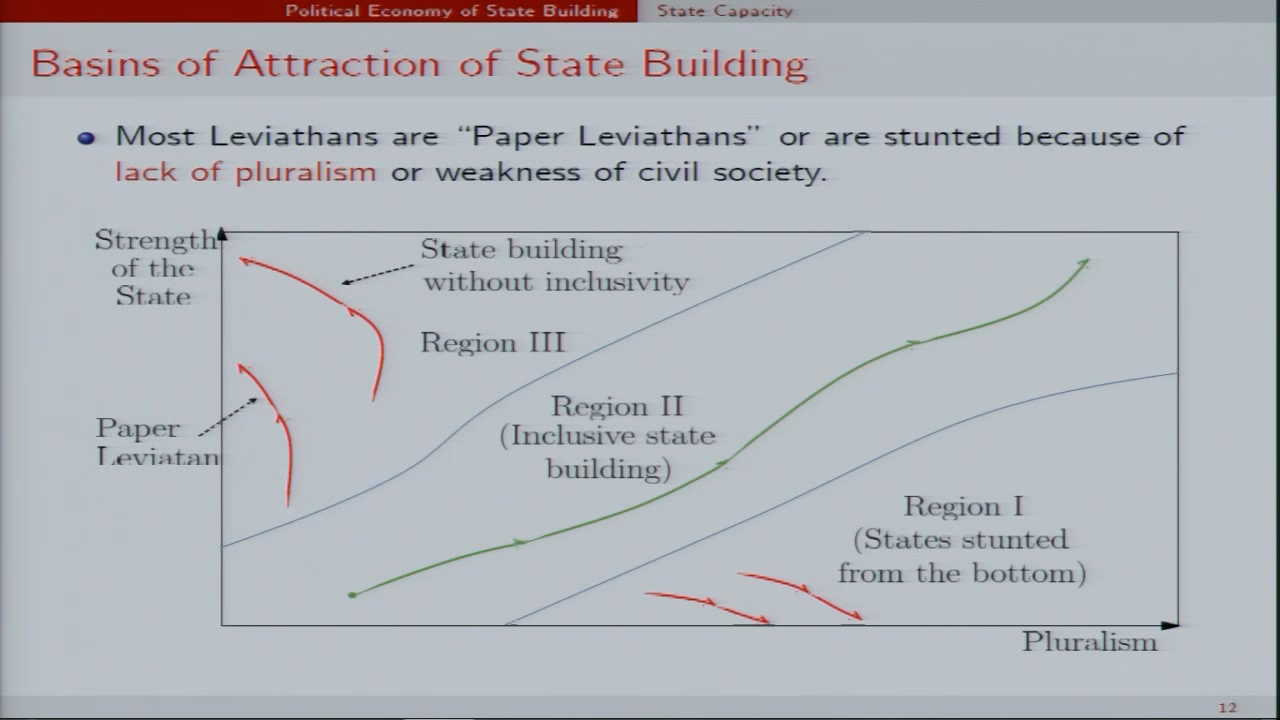 Political Economy of State Building State Capacity
Basins of Attraction of State Building
Most Leviathans are “Paper Leviathans” or are stunted because of
lack of pluralism or weakness of civil society.
Strength
of the
State
State building
without inclusivity
Region III
Paper
Leviatan
Region II
(Inclusive state
building)
Region I
(States stunted
from the bottom)
Pluralism
12